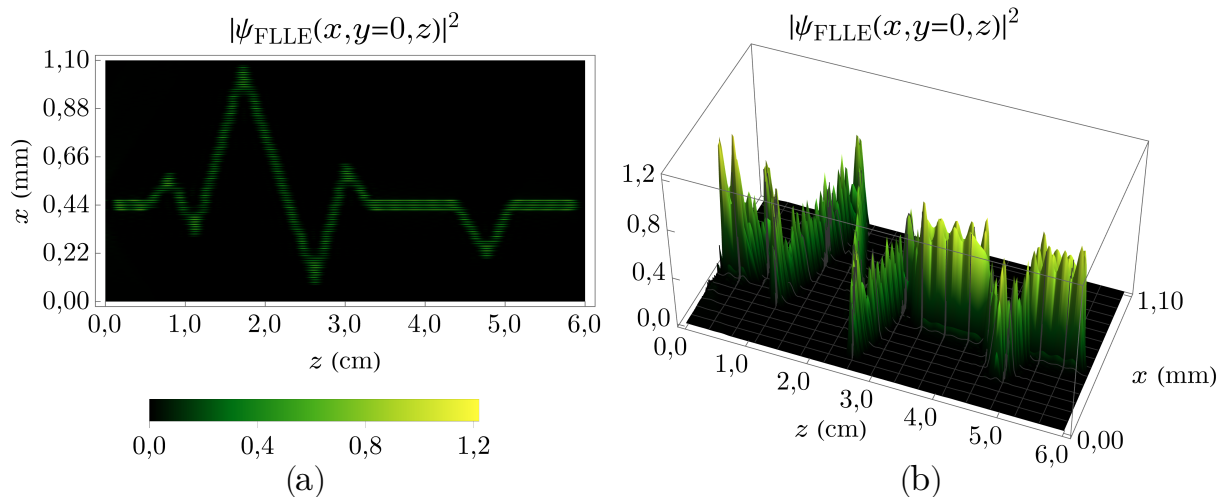 |ψFLLE(x,y=0,z)|²
1,10
0,88
0,66
0,44
0,22
0,00
x (mm)
0,0 1,0 2,0 3,0 4,0 5,0 6,0
z (cm)
0,0 0,4 0,8 1,2
(a)
|ψFLLE(x,y=0,z)|²
1,2
0,8
0,4
0,0
0,0 1,0 2,0 3,0 4,0 5,0 6,0
z (cm)
1,10
x (mm)
0,00
(b)